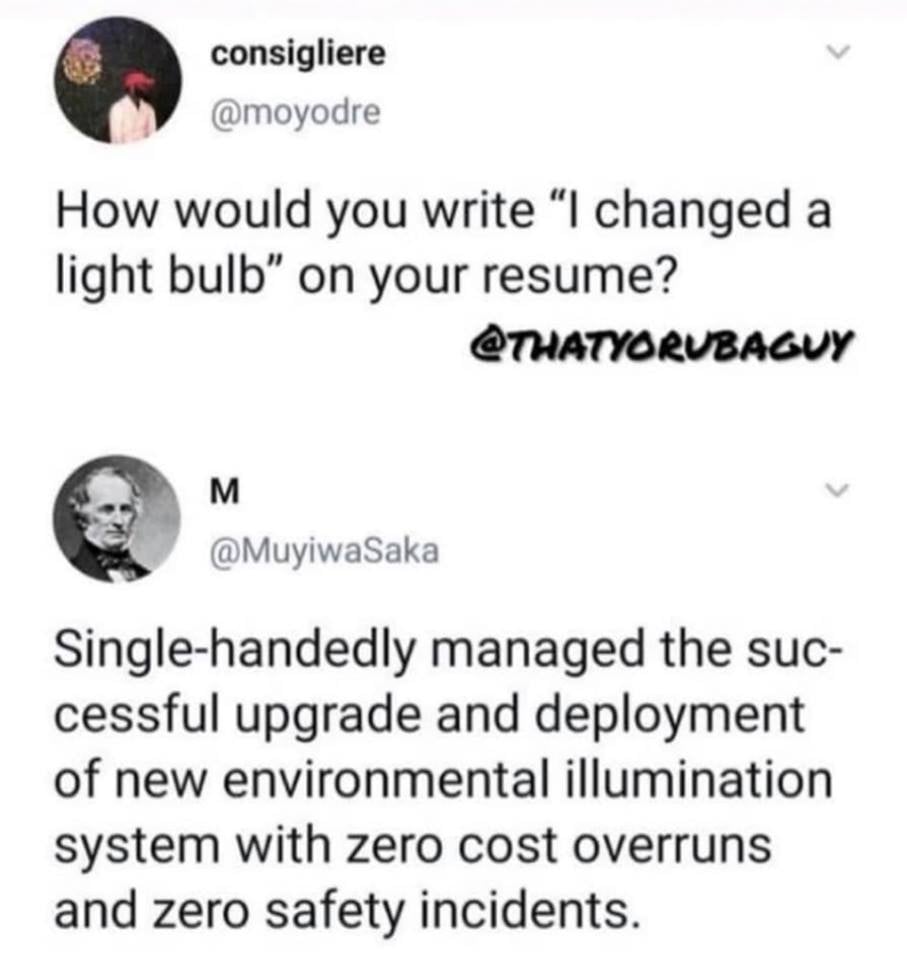 consigliere
@moyodre
How would you write “I changed a
light bulb” on your resume?
@THATYORUBAGUY
M
@MuyiwaSaka
Single-handedly managed the suc-
cessful upgrade and deployment
of new environmental illumination
system with zero cost overruns
and zero safety incidents.